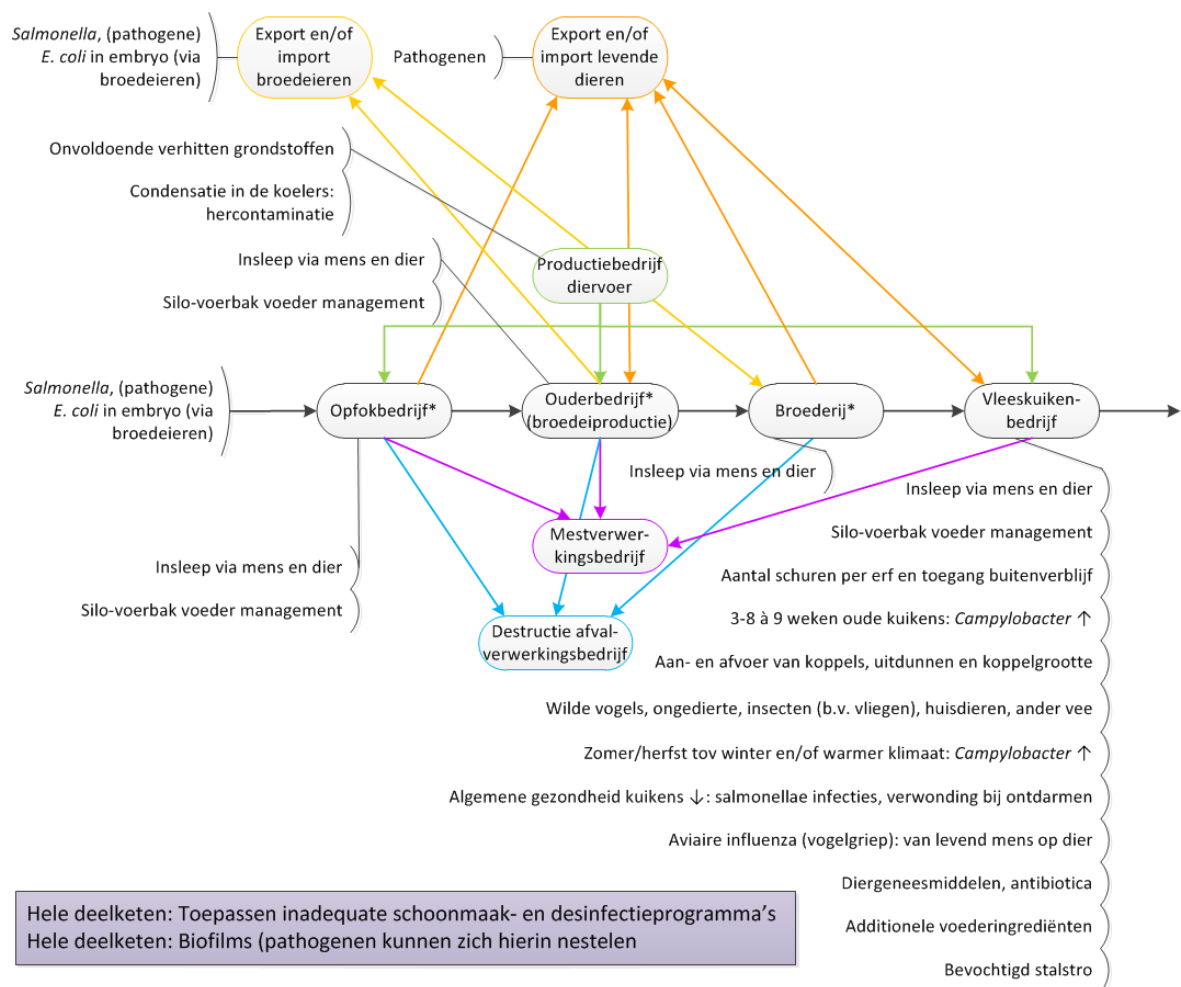 Salmonella, (pathogene)
E. coli in embryo (via
broedeieren)
Export en/of
import
broedeieren
Pathogenen
Export en/of
import levende
dieren
Onvoldoende verhitten grondstoffen
Condensatie in de koelers:
hercontaminatie
Insleep via mens en dier
Silo-voerbak voeder management
Productiebedrijf
diervoer
Salmonella, (pathogene)
E. coli in embryo (via
broedeieren)
Opfokbedrijf*
Ouderbedrijf*
(broedeiproductie)
Broederij*
Vleeskuiken-
bedrijf
Insleep via mens en dier
Mestverwer-
kingsbedrijf
Insleep via mens en dier
Silo-voerbak voeder management
Destructie afval-
verwerkingsbedrijf
Insleep via mens en dier
Silo-voerbak voeder management
Aantal schuren per erf en toegang buitenverblijf
3-8 à 9 weken oude kuikens: Campylobacter ↑
Aan- en afvoer van koppels, uitdunnen en koppelgrootte
Wilde vogels, ongedierte, insecten (b.v. vliegen), huisdieren, ander vee
Zomer/herfst tov winter en/of warmer klimaat: Campylobacter ↑
Algemene gezondheid kuikens ↓: salmonellae infecties, verwonding bij ontdarmen
Aviaire influenza (vogelgriep): van levend mens op dier
Diergeneesmiddelen, antibiotica
Additionele voederingrediënten
Bevochtigd stalstro
Hele deelketen: Toepassen inadequate schoonmaak- en desinfectieprogramma's
Hele deelketen: Biofilms (pathogenen kunnen zich hierin nestelen